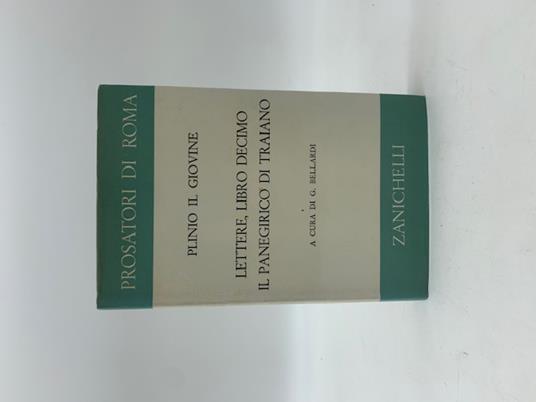 PROSATORI DI ROMA
PLINIO IL GIOVINE
LETTERE, LIBRO DECIMO
IL PANEGIRICO DI TRAIANO
A CURA DI G. BELLARDI
ZANICHELLI